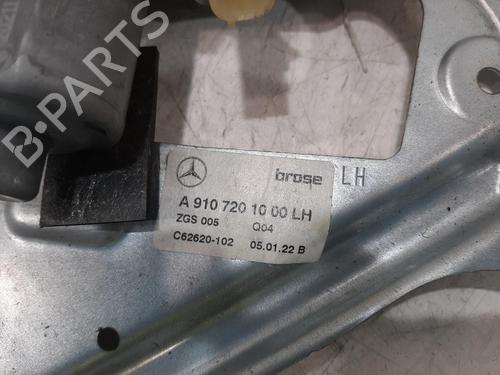 brose
LH
A 910 720 10 00 LH
ZGS 005 Q04
C62620-102 05.01.22 B
B-PARTS